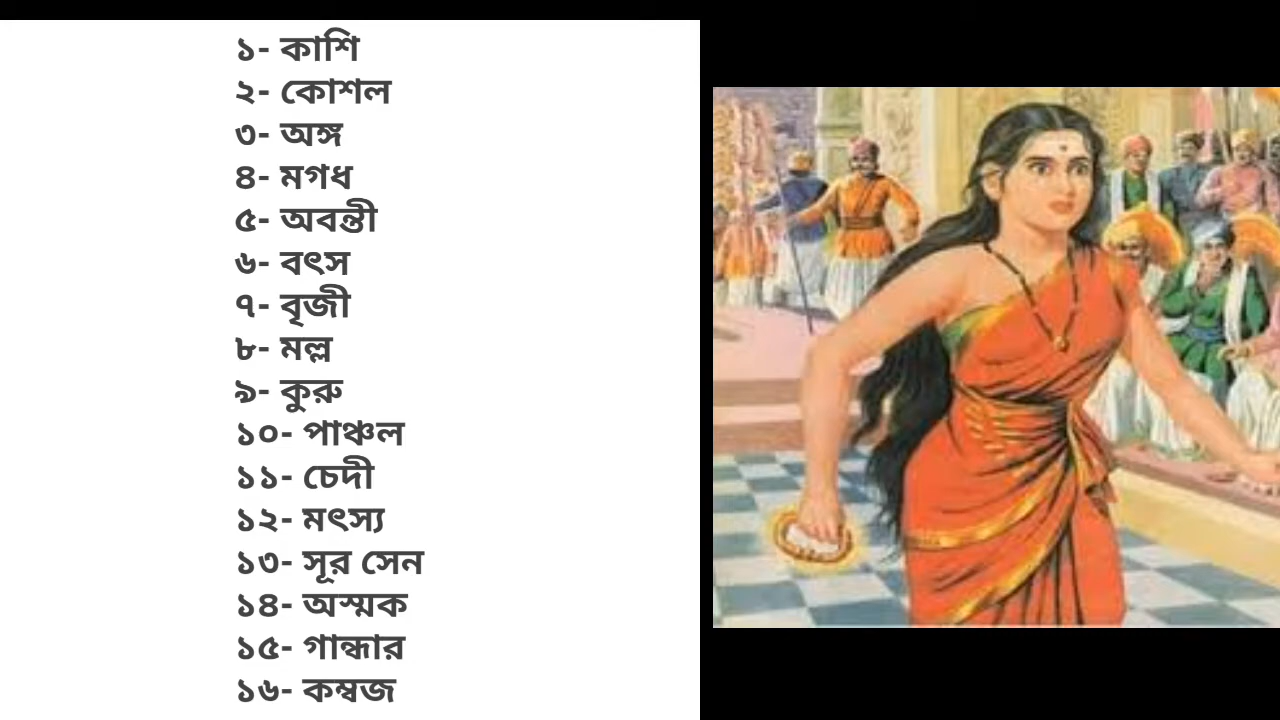 ১- কাশি
২- কোশল
৩- অঙ্গ
৪- মগধ
৫- অবন্তী
৬- বৎস
৭- বৃজী
৮- মল্ল
৯- কুরু
১০- পাঞ্চল
১১- চেদী
১২- মৎস্য
১৩- সূর সেন
১৪- অস্মক
১৫- গান্ধার
১৬- কম্বজ